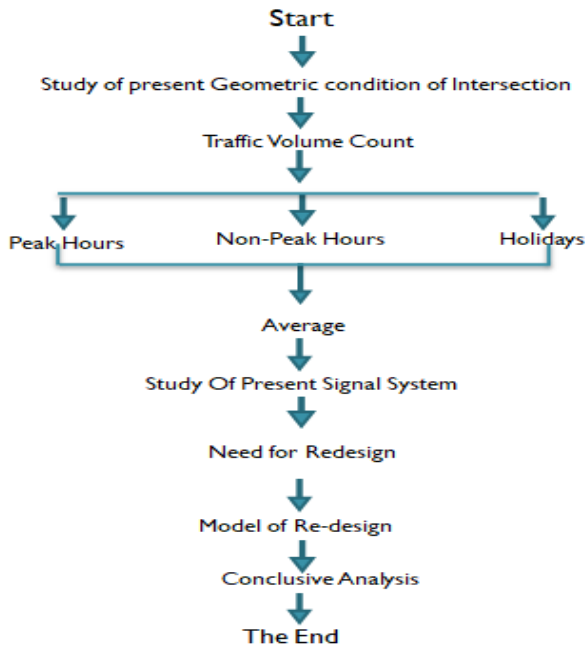 Start
Study of present Geometric condition of Intersection
Traffic Volume Count
Peak Hours Non-Peak Hours Holidays
Average
Study Of Present Signal System
Need for Redesign
Model of Re-design
Conclusive Analysis
The End